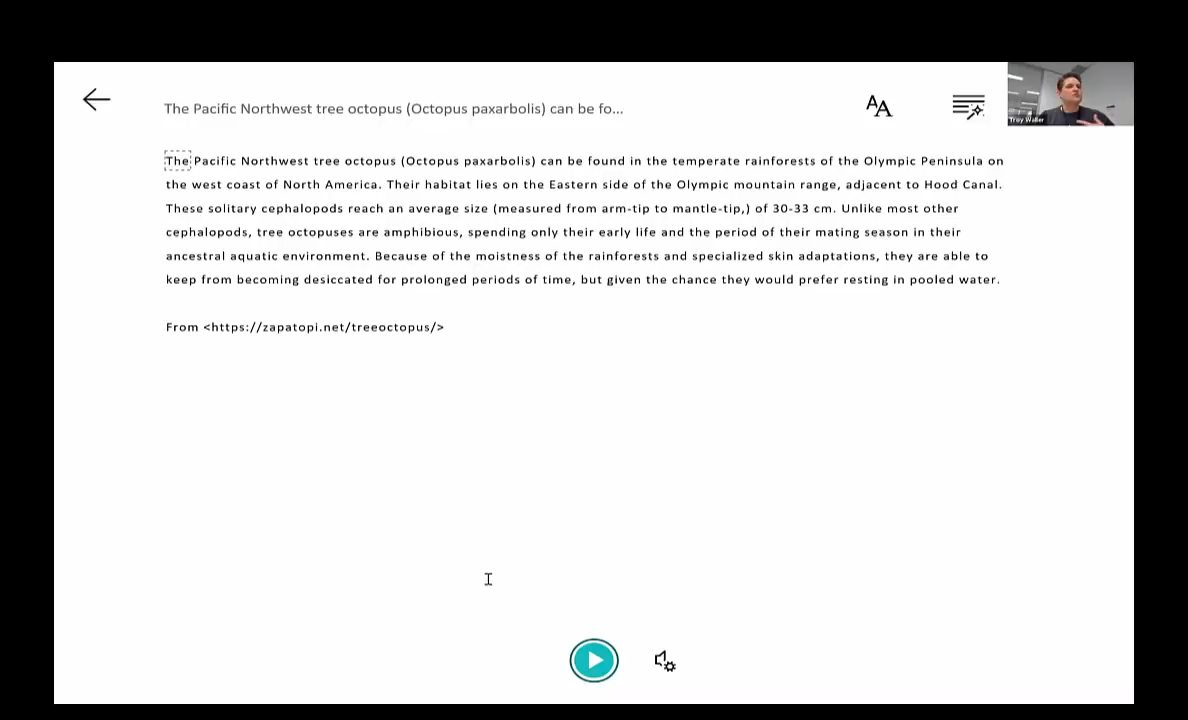 The Pacific Northwest tree octopus (Octopus paxarbolis) can be fo...
AA
Troy Waller
The Pacific Northwest tree octopus (Octopus paxarbolis) can be found in the temperate rainforests of the Olympic Peninsula on
the west coast of North America. Their habitat lies on the Eastern side of the Olympic mountain range, adjacent to Hood Canal.
These solitary cephalopods reach an average size (measured from arm-tip to mantle-tip,) of 30-33 cm. Unlike most other
cephalopods, tree octopuses are amphibious, spending only their early life and the period of their mating season in their
ancestral aquatic environment. Because of the moistness of the rainforests and specialized skin adaptations, they are able to
keep from becoming desiccated for prolonged periods of time, but given the chance they would prefer resting in pooled water.
From <https://zapatopi.net/treeoctopus/>